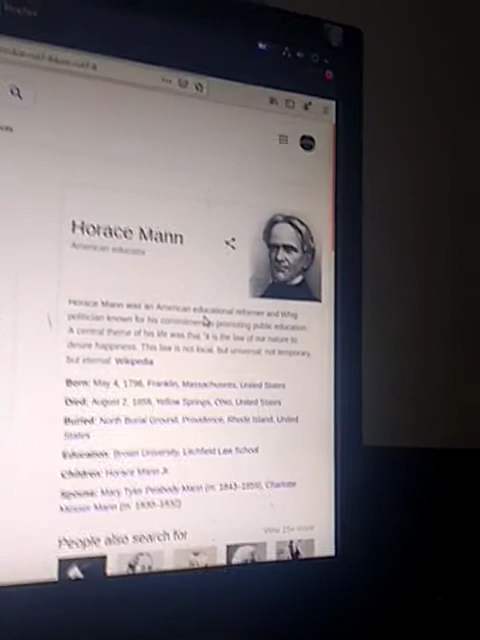 Horace Mann
American educator
Horace Mann was an American educational reformer and Whig
politician known for his commitment to promoting public education.
A central theme of his life was that "it is the law of our nature to
desire happiness. This law is not local, but universal; not temporary,
but eternal. Wikipedia
Born: May 4, 1796, Franklin, Massachusetts, United States
Died: August 2, 1859, Yellow Springs, Ohio, United States
Buried: North Burial Ground, Providence, Rhode Island, United
States
Education: Brown University, Litchfield Law School
Children: Horace Mann Jr.
Spouse: Mary Tyler Peabody Mann (m. 1843–1859), Charlotte
Messer Mann (m. 1830–1832)
People also search for
View 15+ more